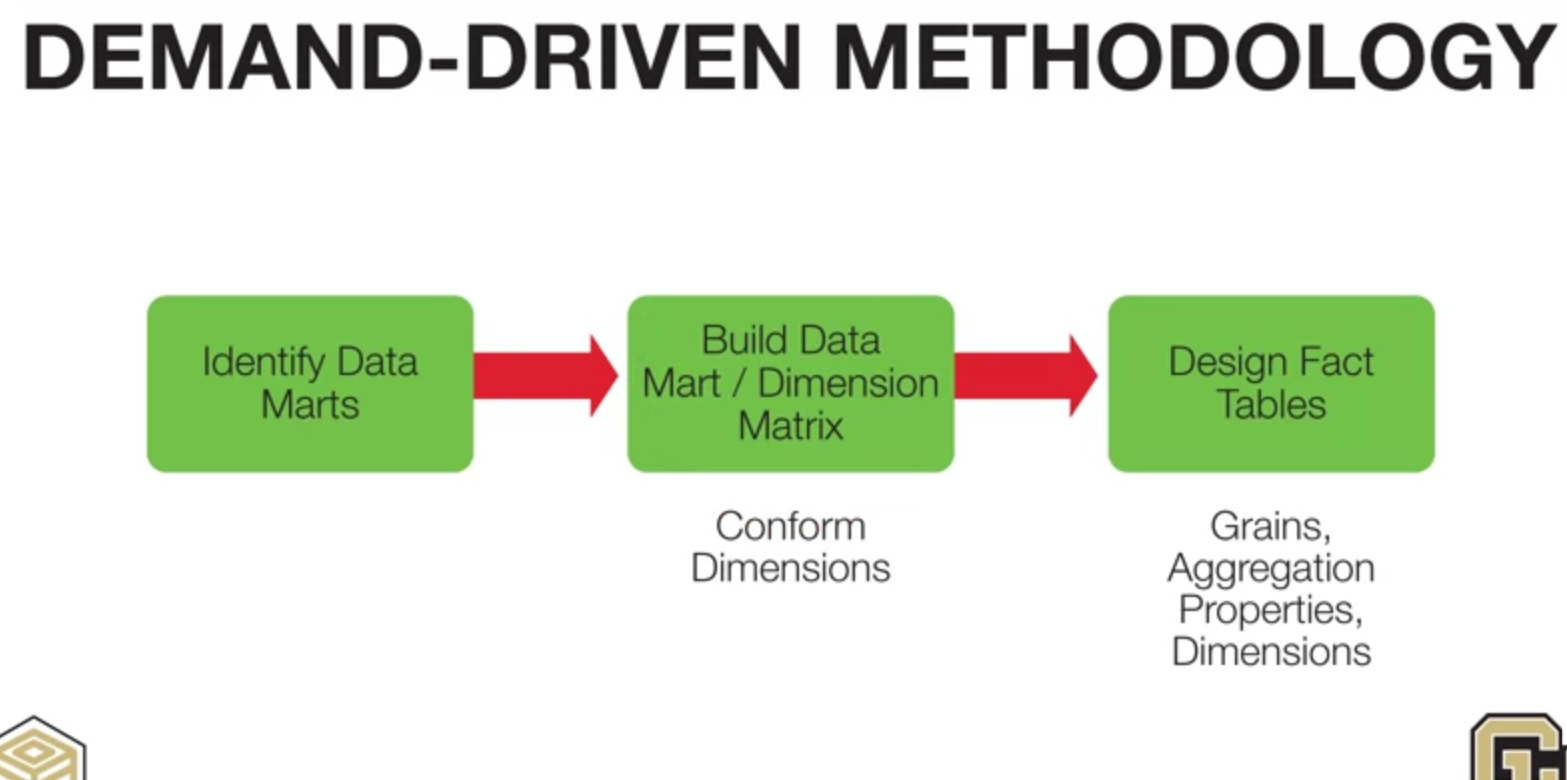 DEMAND-DRIVEN METHODOLOGY
Identify Data
Marts
Build Data
Mart / Dimension
Matrix
Design Fact
Tables
Conform
Dimensions
Grains,
Aggregation
Properties,
Dimensions